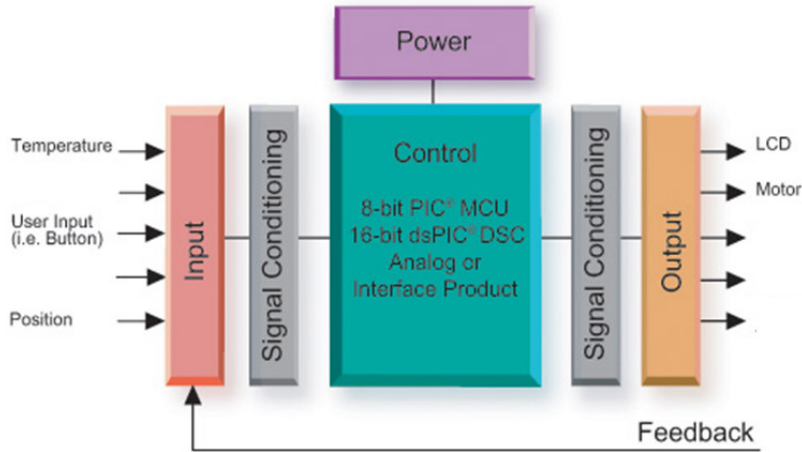 Power
Temperature
User Input
(i.e. Button)
Position
Input
Signal Conditioning
Control
8-bit PIC® MCU
16-bit dsPIC® DSC
Analog or
Interface Product
Signal Conditioning
Output
LCD
Motor
Feedback